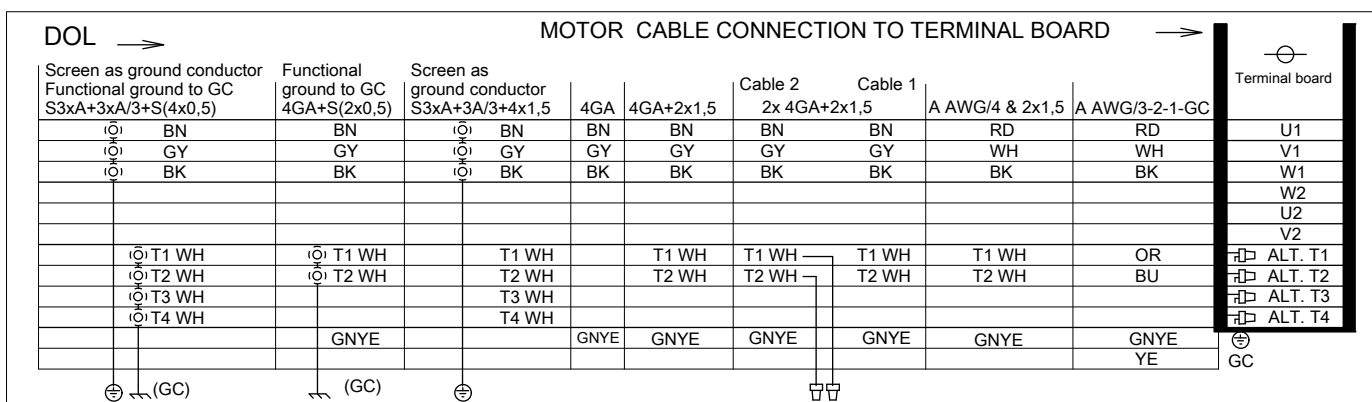 DOL MOTOR CABLE CONNECTION TO TERMINAL BOARD
Screen as ground conductor Functional Screen as Terminal board
Functional ground to GC ground to GC ground conductor Cable 2 Cable 1
S3xA+3xA/3+S(4x0,5) 4GA+S(2x0,5) S3xA+3A/3+4x1,5 4GA 4GA+2x1,5 2x 4GA+2x1,5 A AWG/4 & 2x1,5 A AWG/3-2-1-GC
BN BN BN BN BN BN BN RD RD U1
GY GY GY GY GY GY GY WH WH V1
BK BK BK BK BK BK BK BK BK W1
W2
U2
V2
T1 WH T1 WH T1 WH T1 WH T1 WH T1 WH T1 WH OR ALT. T1
T2 WH T2 WH T2 WH T2 WH T2 WH T2 WH T2 WH BU ALT. T2
T3 WH T3 WH ALT. T3
T4 WH T4 WH ALT. T4
GNYE GNYE GNYE GNYE GNYE GNYE GNYE
YE GC
(GC) (GC)